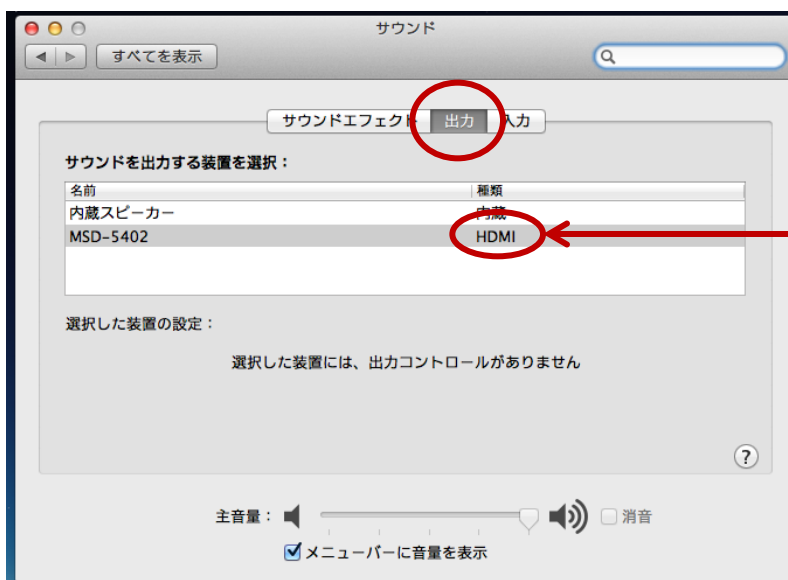 サウンド
すべてを表示
サウンドエフェクト 出力 入力
サウンドを出力する装置を選択：
名前 種類
内蔵スピーカー 内蔵
MSD-5402 HDMI
選択した装置の設定：
選択した装置には、出力コントロールがありません
?
主音量： 消音
メニューバーに音量を表示